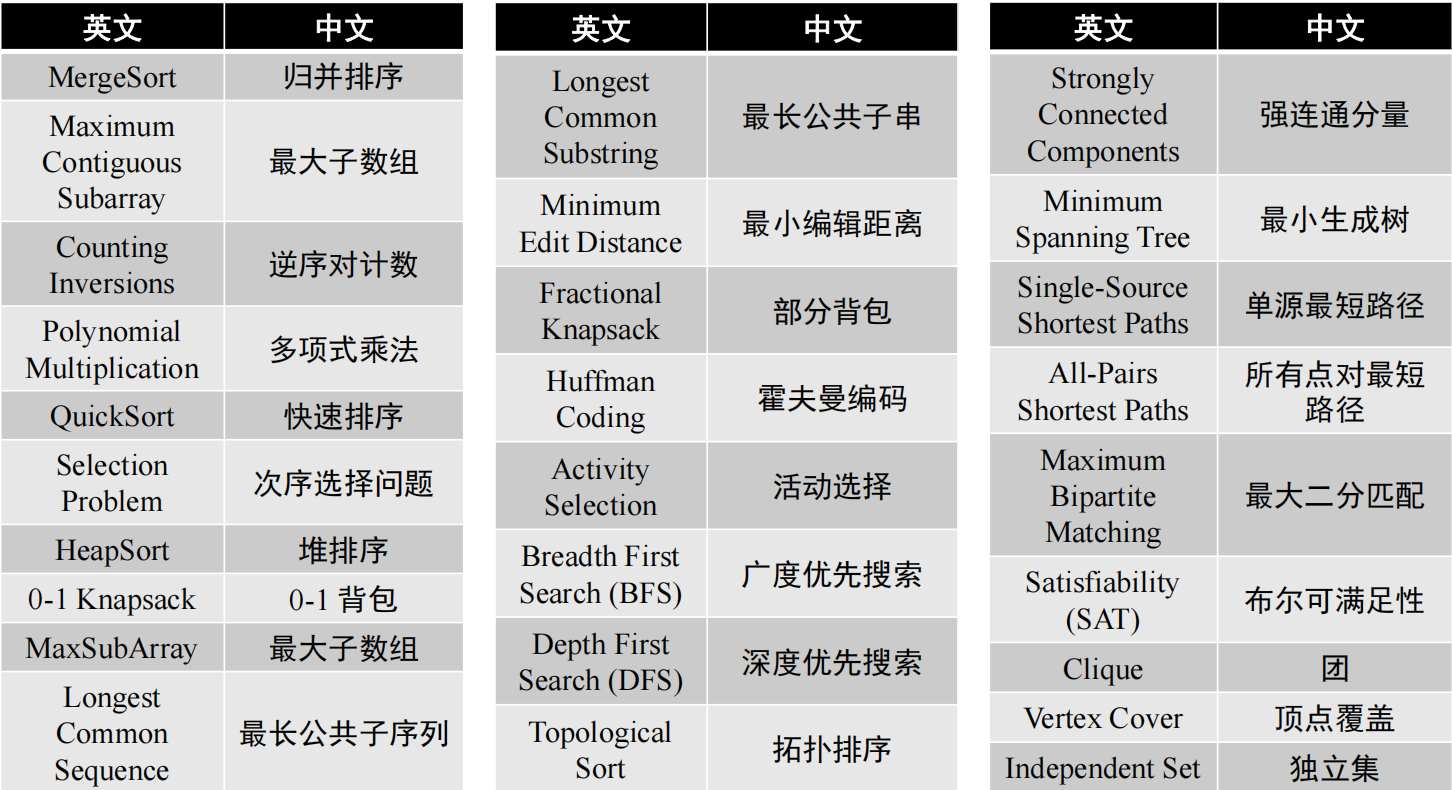 英文 中文
MergeSort 归并排序
Maximum
Contiguous
Subarray
最大子数组
Counting
Inversions
逆序对计数
Polynomial
Multiplication
多项式乘法
QuickSort 快速排序
Selection
Problem
次序选择问题
HeapSort 堆排序
0-1 Knapsack 0-1 背包
MaxSubArray 最大子数组
Longest
Common
Sequence
最长公共子序列
英文 中文
Longest
Common
Substring
最长公共子串
Minimum
Edit Distance
最小编辑距离
Fractional
Knapsack
部分背包
Huffman
Coding
霍夫曼编码
Activity
Selection
活动选择
Breadth First
Search (BFS)
广度优先搜索
Depth First
Search (DFS)
深度优先搜索
Topological
Sort
拓扑排序
英文 中文
Strongly
Connected
Components
强连通分量
Minimum
Spanning Tree
最小生成树
Single-Source
Shortest Paths
单源最短路径
All-Pairs
Shortest Paths
所有点对最短
路径
Maximum
Bipartite
Matching
最大二分匹配
Satisfiability
(SAT)
布尔可满足性
Clique 团
Vertex Cover 顶点覆盖
Independent Set 独立集